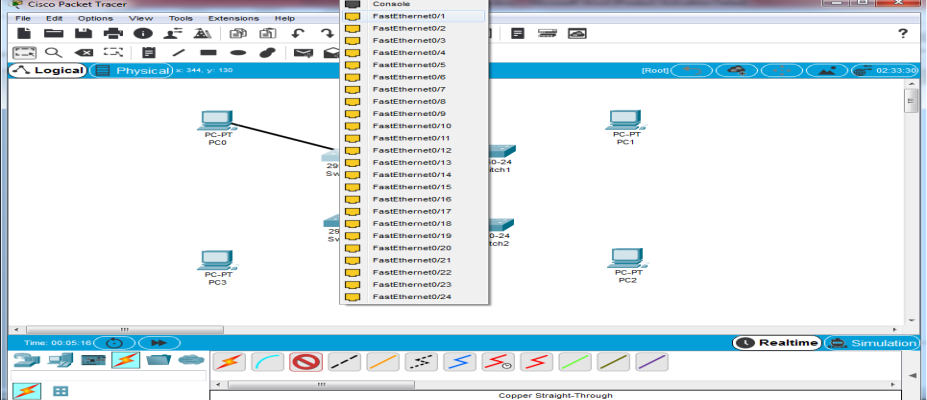 Cisco Packet Tracer
File Edit Options View Tools Extensions Help
?
Logical Physical x: 344, y: 130 [Root] 02:33:30
Console
FastEthernet0/1
FastEthernet0/2
FastEthernet0/3
FastEthernet0/4
FastEthernet0/5
FastEthernet0/6
FastEthernet0/7
FastEthernet0/8
FastEthernet0/9
FastEthernet0/10
FastEthernet0/11
FastEthernet0/12
FastEthernet0/13
FastEthernet0/14
FastEthernet0/15
FastEthernet0/16
FastEthernet0/17
FastEthernet0/18
FastEthernet0/19
FastEthernet0/20
FastEthernet0/21
FastEthernet0/22
FastEthernet0/23
FastEthernet0/24
PC-PT
PC0
PC-PT
PC1
29
Sw
0-24
itch1
29
Sv
0-24
tch2
PC-PT
PC3
PC-PT
PC2
Time: 00:05:16
Realtime Simulation
Copper Straight-Through